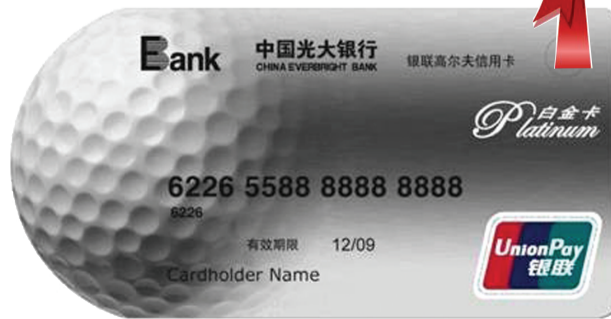 Bank
中国光大银行
CHINA EVERBRIGHT BANK
银联高尔夫信用卡
白金卡
Platinum
6226 5588 8888 8888
6226
有效期限 12/09
Cardholder Name
UnionPay
银联